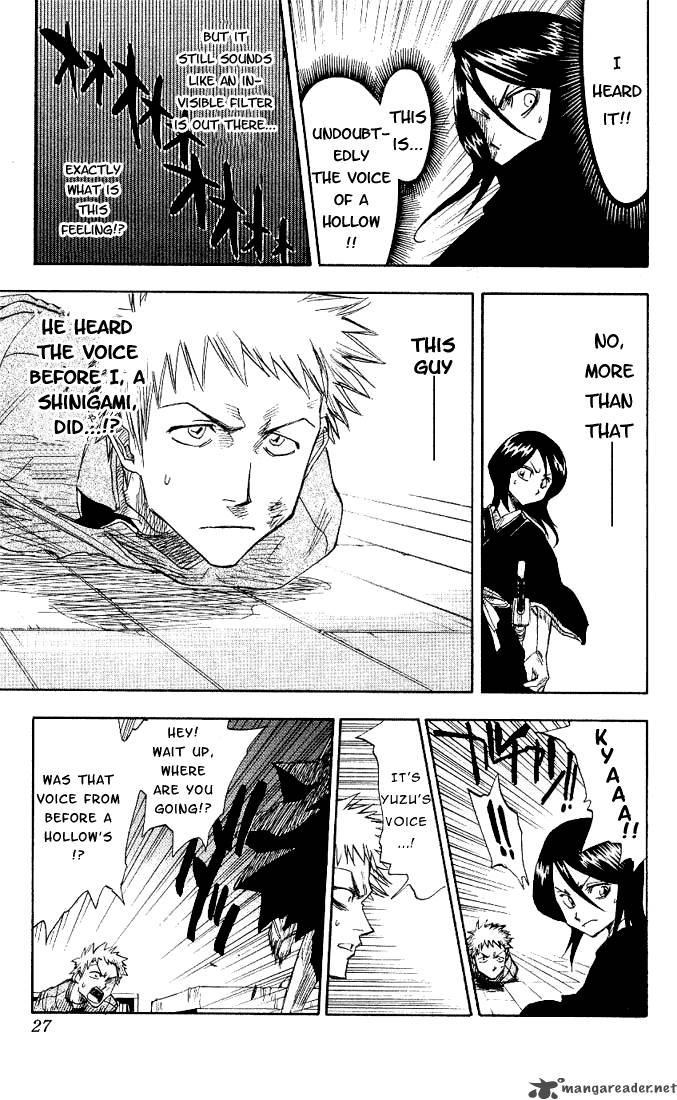 I
HEARD
IT!!
THIS
IS...
UNDOUBT-
EDLY
THE VOICE
OF A
HOLLOW
!!
BUT IT
STILL SOUNDS
LIKE AN IN-
VISIBLE FILTER
IS OUT THERE...
EXACTLY
WHAT IS
THIS
FEELING!?
NO,
MORE
THAN
THAT
THIS
GUY
HE HEARD
THE VOICE
BEFORE I, A
SHINIGAMI,
DID...!?
KYAAA!!
IT'S
YUZU'S
VOICE
...!
HEY!
WAIT UP,
WHERE
ARE YOU
GOING!?
WAS THAT
VOICE FROM
BEFORE A
HOLLOW'S
!?
27
mangareader.net